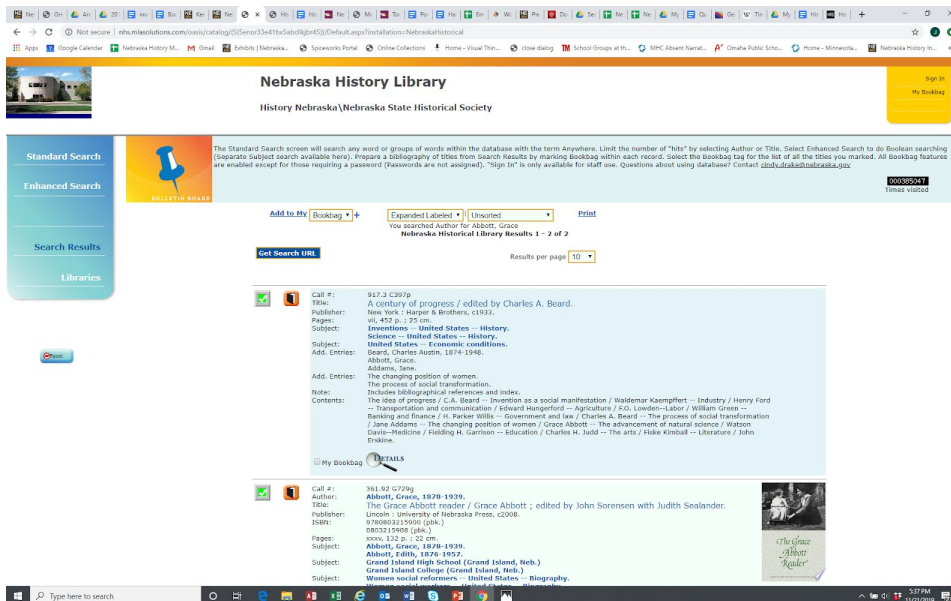 Not secure | nhs.mlasolutions.com/oasis/catalog/(S(5enor33e41bx5abcllkjbr45))/Default.aspx?installation=NebraskaHistorical
Apps Google Calendar Nebraska History M... Gmail Exhibits | Nebraska... Spiceworks Portal Online Collections Home - Visual Thin... close dialog School Groups at th... MHC Absent Narrat... Omaha Public Scho... Home - Minnesota... Nebraska History In...
Nebraska History Library
History Nebraska\Nebraska State Historical Society
Sign In
My Bookbag
Standard Search
Enhanced Search
Search Results
Libraries
Reset
BULLETIN BOARD
The Standard Search screen will search any word or groups of words within the database with the term Anywhere. Limit the number of "hits" by selecting Author or Title. Select Enhanced Search to do Boolean searching
(Separate Subject search available here). Prepare a bibliography of titles from Search Results by marking Bookbag within each record. Select the Bookbag tag for the list of all the titles you marked. All Bookbag features
are enabled except for those requiring a password (Passwords are not assigned). "Sign In" is only available for staff use. Questions about using database? Contact cindy.drake@nebraska.gov
000385047
Times visited
Add to My Bookbag + Expanded Labeled Unsorted Print
You searched Author for Abbott, Grace
Nebraska Historical Library Results 1 - 2 of 2
Get Search URL
Results per page 10
Call #: 917.3 C397p
Title: A century of progress / edited by Charles A. Beard.
Publisher: New York : Harper & Brothers, c1933.
Pages: vii, 452 p. ; 25 cm.
Subject: Inventions -- United States -- History.
Science -- United States -- History.
Subject: United States -- Economic conditions.
Add. Entries: Beard, Charles Austin, 1874-1948.
Abbott, Grace.
Addams, Jane.
Add. Entries: The changing position of women.
The process of social transformation.
Note: Includes bibliographical references and index.
Contents: The idea of progress / C.A. Beard -- Invention as a social manifestation / Waldemar Kaempffert -- Industry / Henry Ford
-- Transportation and communication / Edward Hungerford -- Agriculture / F.O. Lowden--Labor / William Green --
Banking and finance / H. Parker Willis -- Government and law / Charles A. Beard -- The process of social transformation
/ Jane Addams -- The changing position of women / Grace Abbott -- The advancement of natural science / Watson
Davis--Medicine / Fielding H. Garrison -- Education / Charles H. Judd -- The arts / Fiske Kimball -- Literature / John
Erskine.
My Bookbag DETAILS
Call #: 361.92 G729g
Author: Abbott, Grace, 1878-1939.
Title: The Grace Abbott reader / Grace Abbott ; edited by John Sorensen with Judith Sealander.
Publisher: Lincoln : University of Nebraska Press, c2008.
ISBN: 9780803215900 (pbk.)
0803215908 (pbk.)
Pages: xxxv, 132 p. ; 22 cm.
Subject: Abbott, Grace, 1878-1939.
Abbott, Edith, 1876-1957.
Subject: Grand Island High School (Grand Island, Neb.)
Grand Island College (Grand Island, Neb.)
Subject: Women social reformers -- United States -- Biography.
Women social workers -- United States -- Biography.
The Grace
Abbott
Reader
Type here to search
5:37 PM
11/21/2019